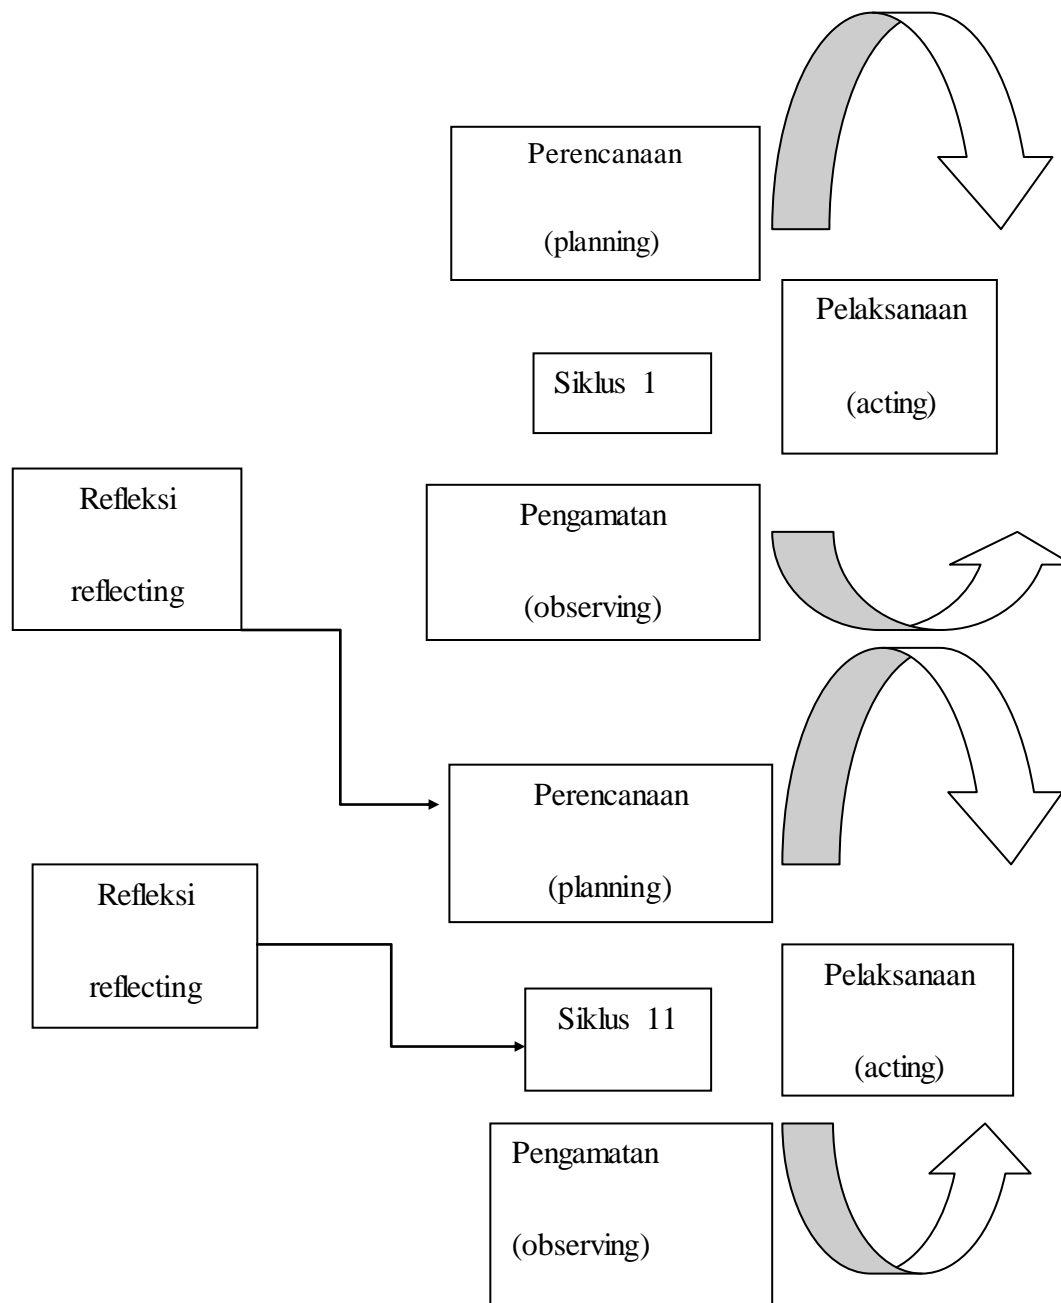 Perencanaan
(planning)
Pelaksanaan
(acting)
Siklus 1
Refleksi
reflecting
Pengamatan
(observing)
Perencanaan
(planning)
Refleksi
reflecting
Pelaksanaan
(acting)
Siklus 11
Pengamatan
(observing)